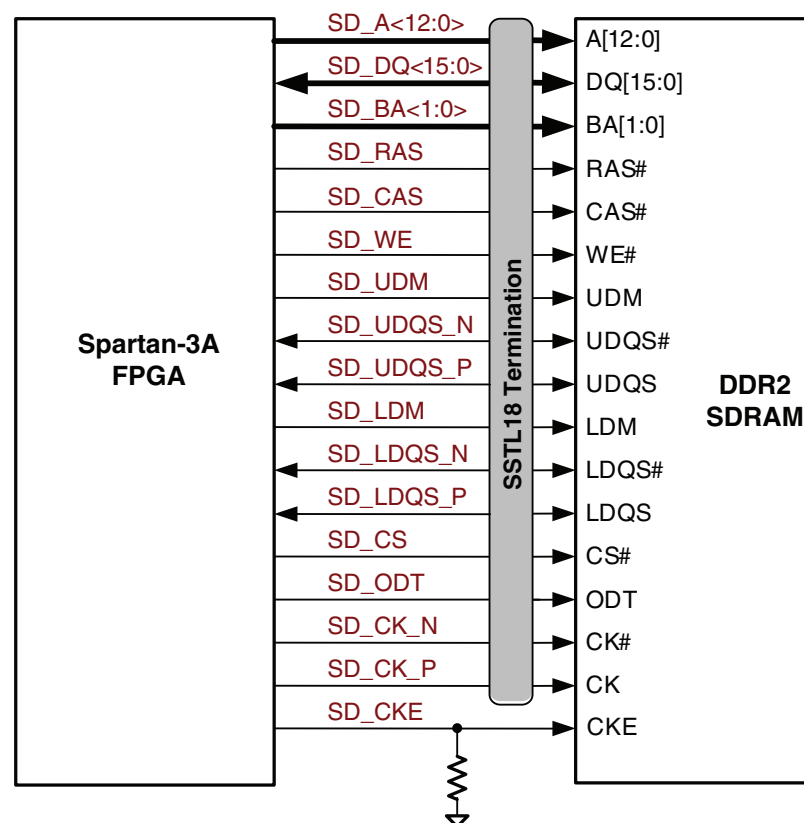 SD_A<12:0>
A[12:0]
SD_DQ<15:0>
DQ[15:0]
SD_BA<1:0>
BA[1:0]
SD_RAS
RAS#
SD_CAS
CAS#
SD_WE
WE#
SD_UDM
UDM
SD_UDQS_N
UDQS#
SD_UDQS_P
UDQS
SD_LDM
LDM
SD_LDQS_N
LDQS#
SD_LDQS_P
LDQS
SD_CS
CS#
SD_ODT
ODT
SD_CK_N
CK#
SD_CK_P
CK
SD_CKE
CKE
Spartan-3A
FPGA
SSTL18 Termination
DDR2
SDRAM